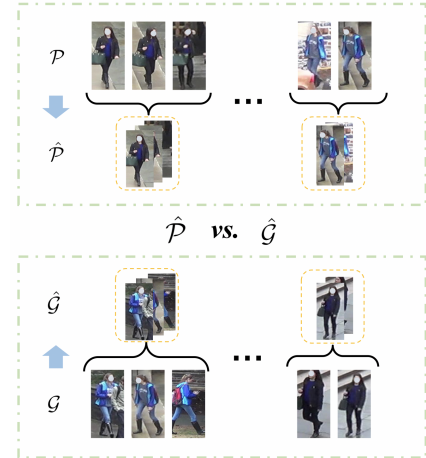 𝒫
...
𝒫̂
𝒫̂ vs. 𝒢̂
𝒢̂
...
𝒢